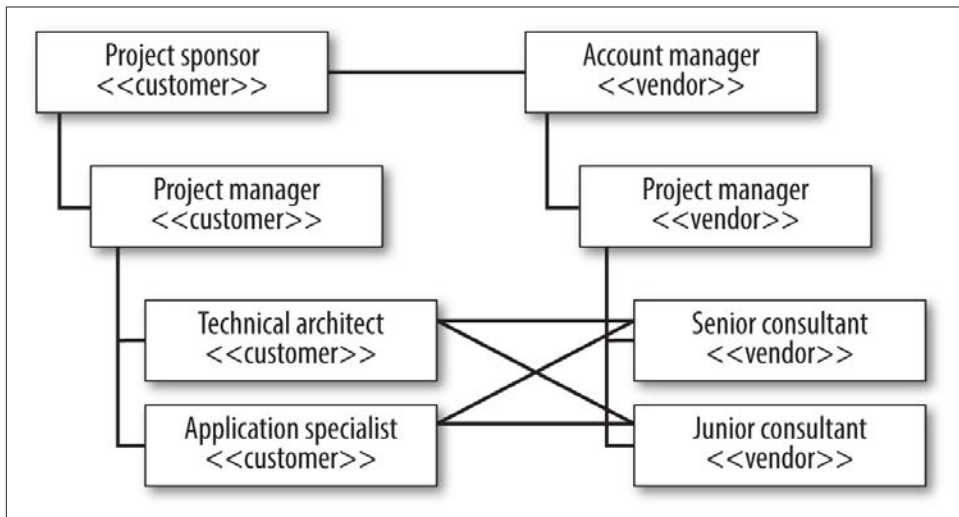 Project sponsor
<<customer>>
Account manager
<<vendor>>
Project manager
<<customer>>
Project manager
<<vendor>>
Technical architect
<<customer>>
Senior consultant
<<vendor>>
Application specialist
<<customer>>
Junior consultant
<<vendor>>